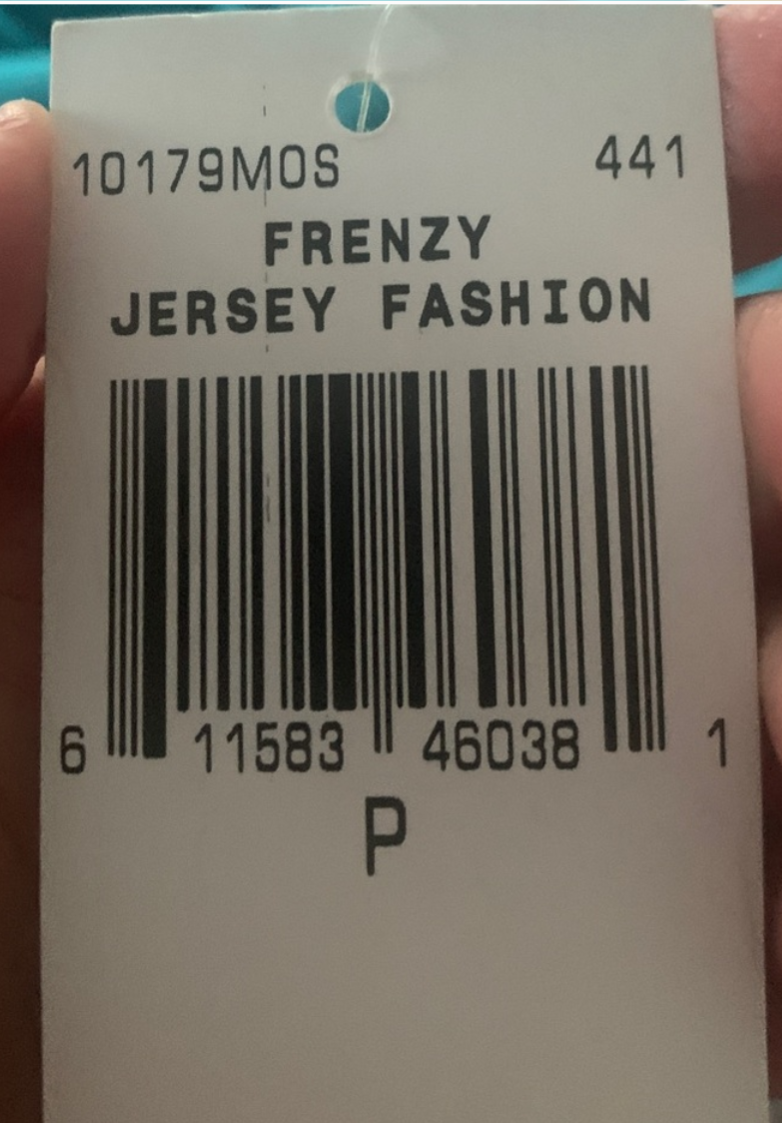 10179MOS 441
FRENZY
JERSEY FASHION
6 11583 46038 1
P